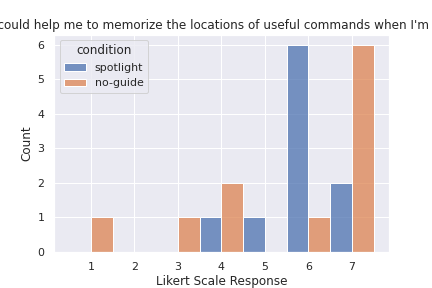 could help me to memorize the locations of useful commands when I'm
condition
spotlight
no-guide
6
5
4
3
2
1
0
Count
1 2 3 4 5 6 7
Likert Scale Response